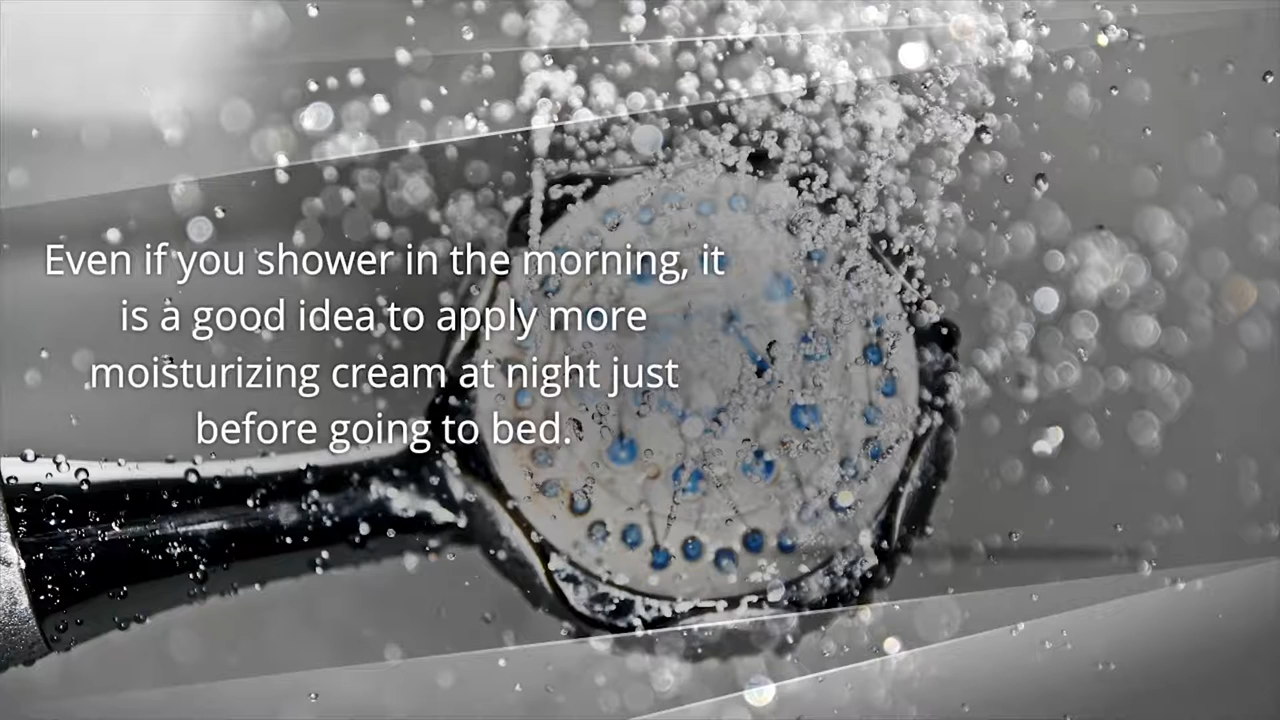 Even if you shower in the morning, it
is a good idea to apply more
moisturizing cream at night just
before going to bed.